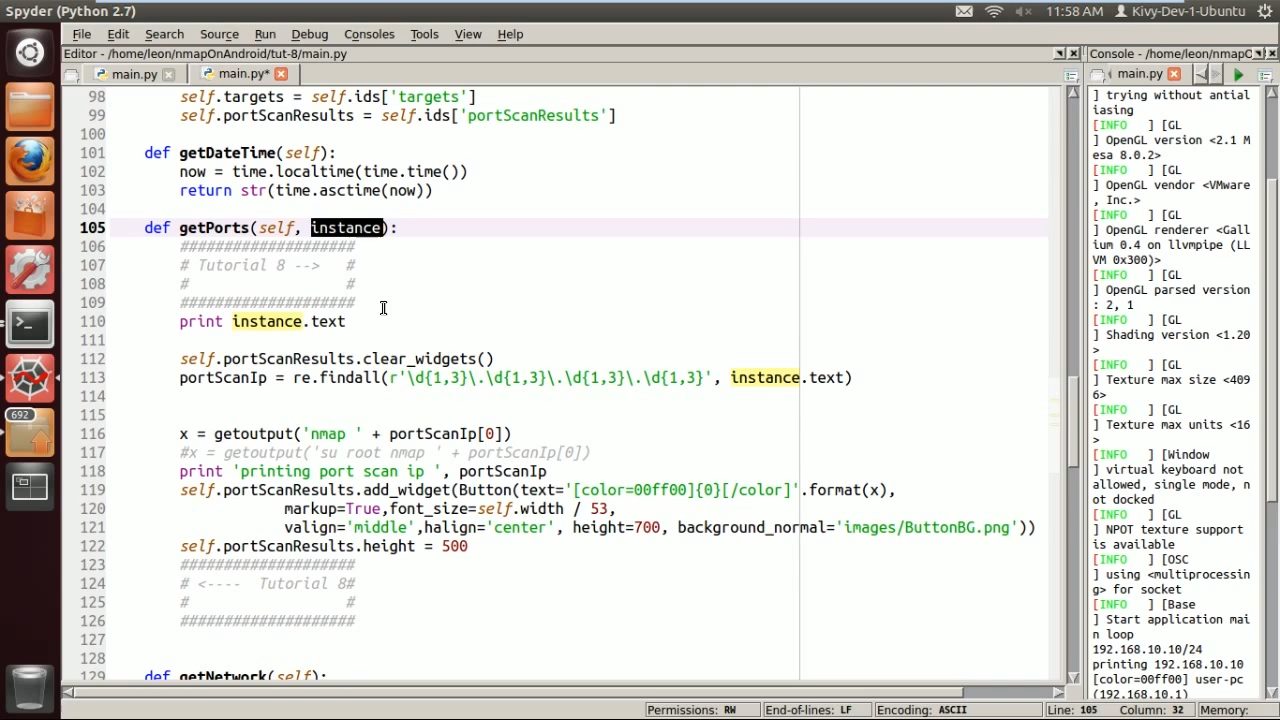 Spyder (Python 2.7)
11:58 AM Kivy-Dev-1-Ubuntu
File Edit Search Source Run Debug Consoles Tools View Help
Editor - /home/leon/nmapOnAndroid/tut-8/main.py
main.py main.py*
98 self.targets = self.ids['targets']
99 self.portScanResults = self.ids['portScanResults']
100
101 def getDateTime(self):
102 now = time.localtime(time.time())
103 return str(time.asctime(now))
104
105 def getPorts(self, instance):
106 ####################
107 # Tutorial 8 --> #
108 # #
109 ####################
110 print instance.text
111
112 self.portScanResults.clear_widgets()
113 portScanIp = re.findall(r'\d{1,3}\.\d{1,3}\.\d{1,3}\.\d{1,3}', instance.text)
114
115
116 x = getoutput('nmap ' + portScanIp[0])
117 #x = getoutput('su root nmap ' + portScanIp[0])
118 print 'printing port scan ip ', portScanIp
119 self.portScanResults.add_widget(Button(text='[color=00ff00]{0}[/color]'.format(x),
120 markup=True,font_size=self.width / 53,
121 valign='middle',halign='center', height=700, background_normal='images/ButtonBG.png'))
122 self.portScanResults.height = 500
123 ####################
124 # <---- Tutorial 8#
125 # #
126 ####################
127
128
129 def getNetwork(self):
Console - /home/leon/nmapO
main.py
] trying without antial
iasing
[INFO ] [GL
] OpenGL version <2.1 M
esa 8.0.2>
[INFO ] [GL
] OpenGL vendor <VMware
, Inc.>
[INFO ] [GL
] OpenGL renderer <Gall
ium 0.4 on llvmpipe (LL
VM 0x300)>
[INFO ] [GL
] OpenGL parsed version
: 2, 1
[INFO ] [GL
] Shading version <1.20
>
[INFO ] [GL
] Texture max size <409
6>
[INFO ] [GL
] Texture max units <16
>
[INFO ] [Window
] virtual keyboard not
allowed, single mode, n
ot docked
[INFO ] [GL
] NPOT texture support
is available
[INFO ] [OSC
] using <multiprocessin
g> for socket
[INFO ] [Base
] Start application mai
n loop
192.168.10.10/24
printing 192.168.10.10
[color=00ff00] user-pc
(192.168.10.1)
692
Permissions: RW End-of-lines: LF Encoding: ASCII Line: 105 Column: 32 Memory: